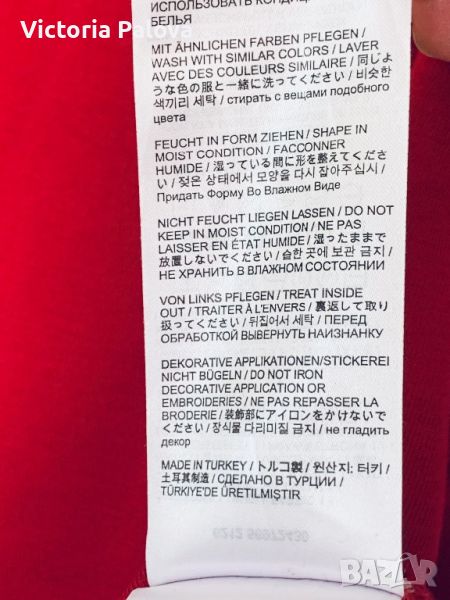 Victoria Palova
ИСПОЛЬЗОВАТЬ КОНДИЦ
БЕЛЬЯ
MIT ÄHNLICHEN FARBEN PFLEGEN /
WASH WITH SIMILAR COLORS / LAVER
AVEC DES COULEURS SIMILAIRE / 同じよ
うな色の服と一緒に洗ってください / 비슷한
색끼리 세탁 / стирать с вещами подобного
цвета
FEUCHT IN FORM ZIEHEN / SHAPE IN
MOIST CONDITION / FACCONNER
HUMIDE / 湿っている間に形を整えてくださ
い / 젖은 상태에서 모양을 다시 잡아주십시 /
Придать Форму Во Влажном Виде
NICHT FEUCHT LIEGEN LASSEN / DO NOT
KEEP IN MOIST CONDITION / NE PAS
LAISSER EN ÉTAT HUMIDE / 湿ったままで
放置しないでください / 습한 곳에 보관 금지 /
НЕ ХРАНИТЬ В ВЛАЖНОМ СОСТОЯНИИ
VON LINKS PFLEGEN / TREAT INSIDE
OUT / TRAITER À L'ENVERS / 裏返して取り
扱ってください / 뒤집어서 세탁 / ПЕРЕД
ОБРАБОТКОЙ ВЫВЕРНУТЬ НАИЗНАНКУ
DEKORATIVE APPLIKATIONEN/STICKEREI
NICHT BÜGELN / DO NOT IRON
DECORATIVE APPLICATION OR
EMBROIDERIES / NE PAS REPASSER LA
BRODERIE / 装飾部にアイロンをかけないで
ください / 장식물 다리미질 금지 / не гладить
декор
MADE IN TURKEY / トルコ製 / 원산지: 터키 /
土耳其制造 / СДЕЛАНО В ТУРЦИИ /
TÜRKİYE'DE ÜRETİLMİŞTIR
BAZAR